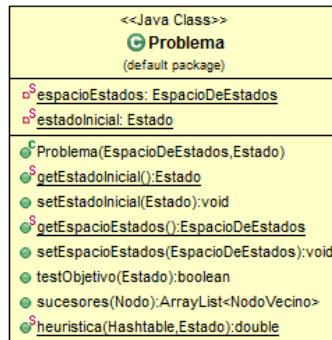 <<Java Class>>
Problema
(default package)
espacioEstados: EspacioDeEstados
estadoInicial: Estado
Problema(EspacioDeEstados,Estado)
getEstadoInicial():Estado
setEstadoInicial(Estado):void
getEspacioEstados():EspacioDeEstados
setEspacioEstados(EspacioDeEstados):void
testObjetivo(Estado):boolean
sucesores(Nodo):ArrayList<NodoVecino>
heuristica(Hashtable,Estado):double